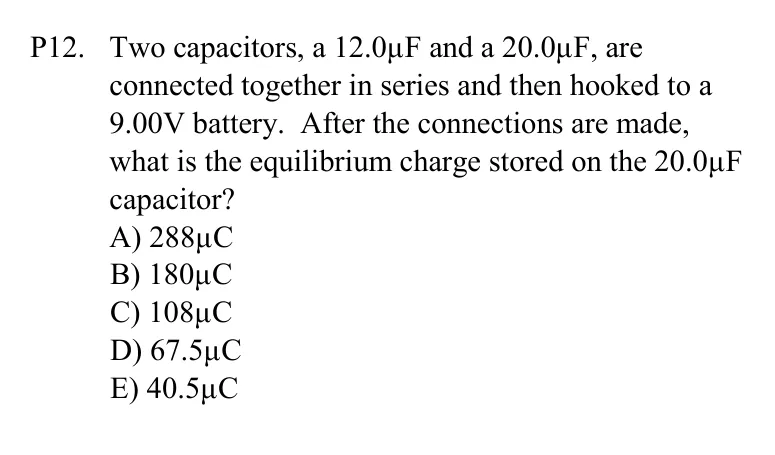 P12. Two capacitors, a 12.0µF and a 20.0µF, are
connected together in series and then hooked to a
9.00V battery. After the connections are made,
what is the equilibrium charge stored on the 20.0µF
capacitor?
A) 288µC
B) 180µC
C) 108µC
D) 67.5µC
E) 40.5µC